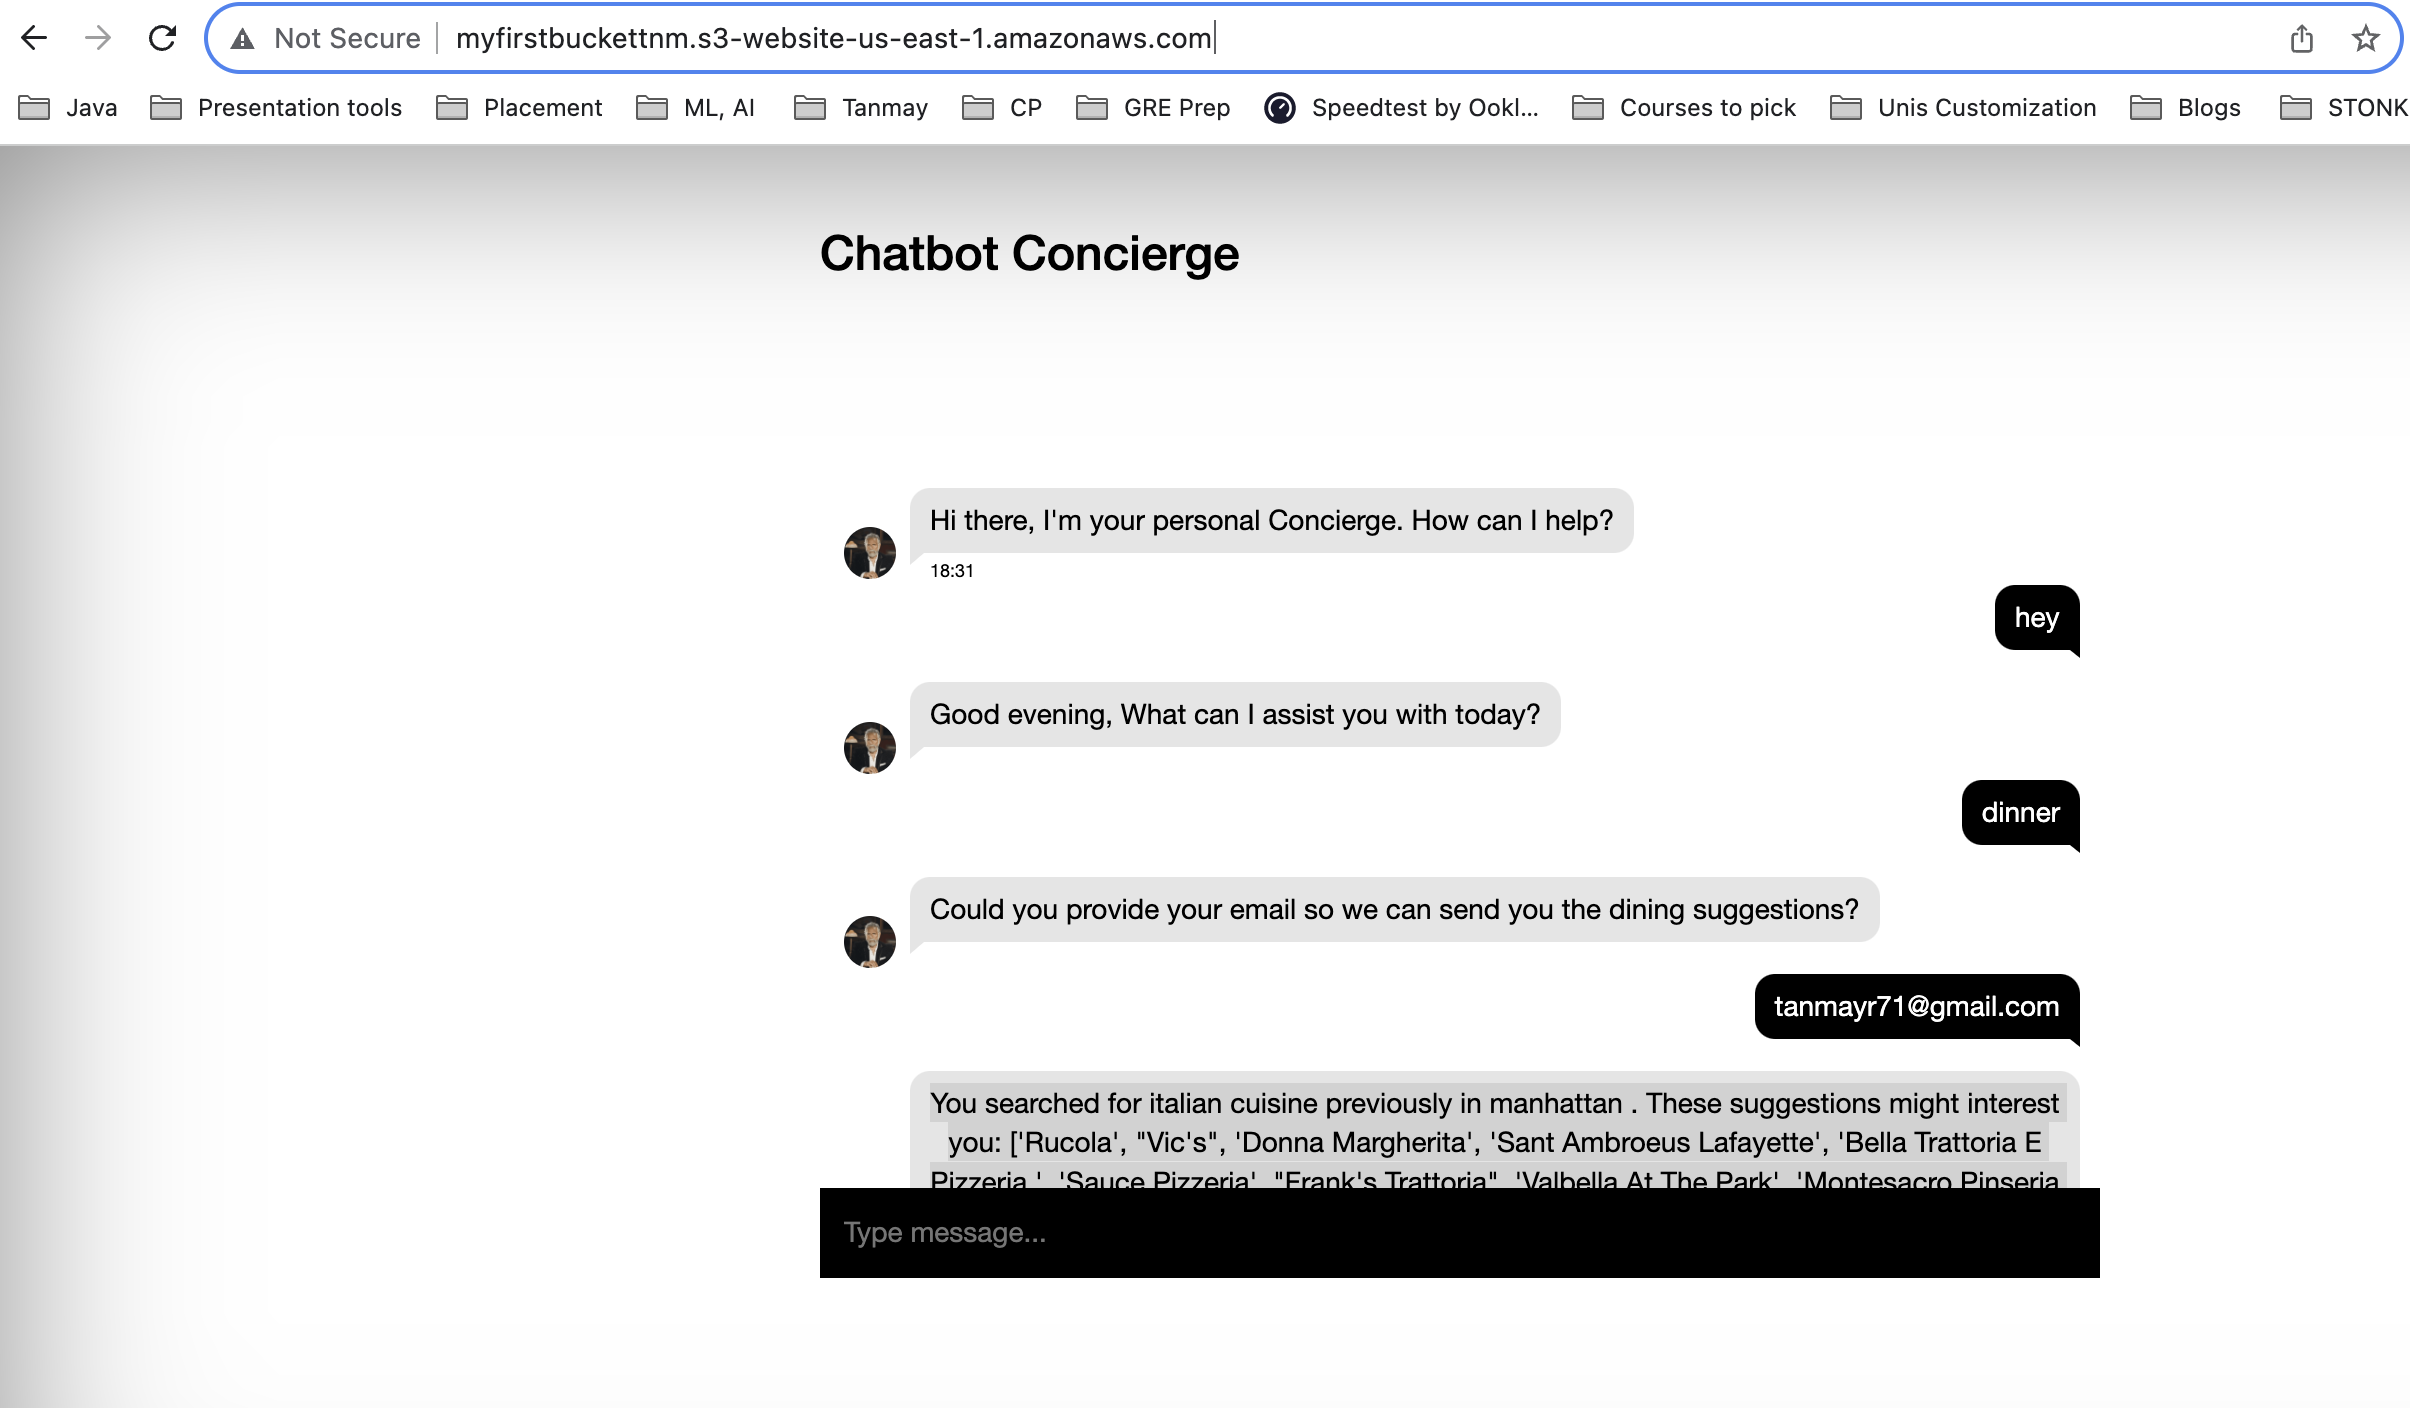 Not Secure myfirstbuckettnm.s3-website-us-east-1.amazonaws.com
Java Presentation tools Placement ML, AI Tanmay CP GRE Prep Speedtest by Ookl... Courses to pick Unis Customization Blogs STONK
Chatbot Concierge
Hi there, I'm your personal Concierge. How can I help?
18:31
hey
Good evening, What can I assist you with today?
dinner
Could you provide your email so we can send you the dining suggestions?
tanmayr71@gmail.com
You searched for italian cuisine previously in manhattan . These suggestions might interest
you: ['Rucola', "Vic's", 'Donna Margherita', 'Sant Ambroeus Lafayette', 'Bella Trattoria E
Pizzeria ', 'Sauce Pizzeria', "Frank's Trattoria", 'Valbella At The Park', 'Montesacro Pinseria
Type message...